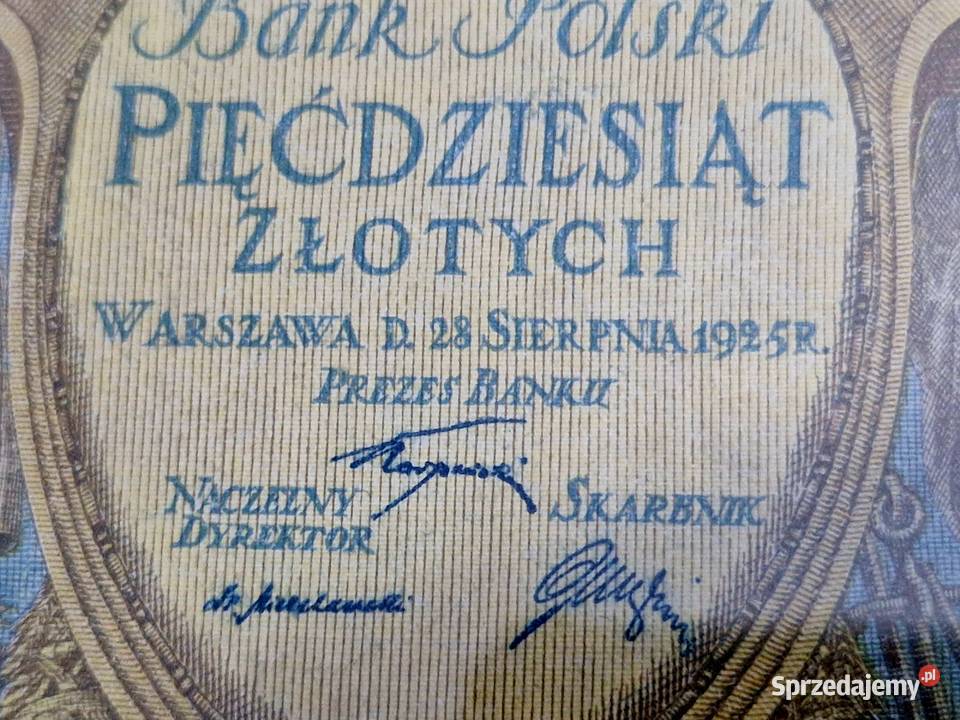 Bank Polski
PIĘĆDZIESIĄT
ZŁOTYCH
WARSZAWA D. 28 SIERPNIA 1925 R.
PREZES BANKU
NACZELNY
DYREKTOR
SKARBNIK
Sprzedajemy.pl